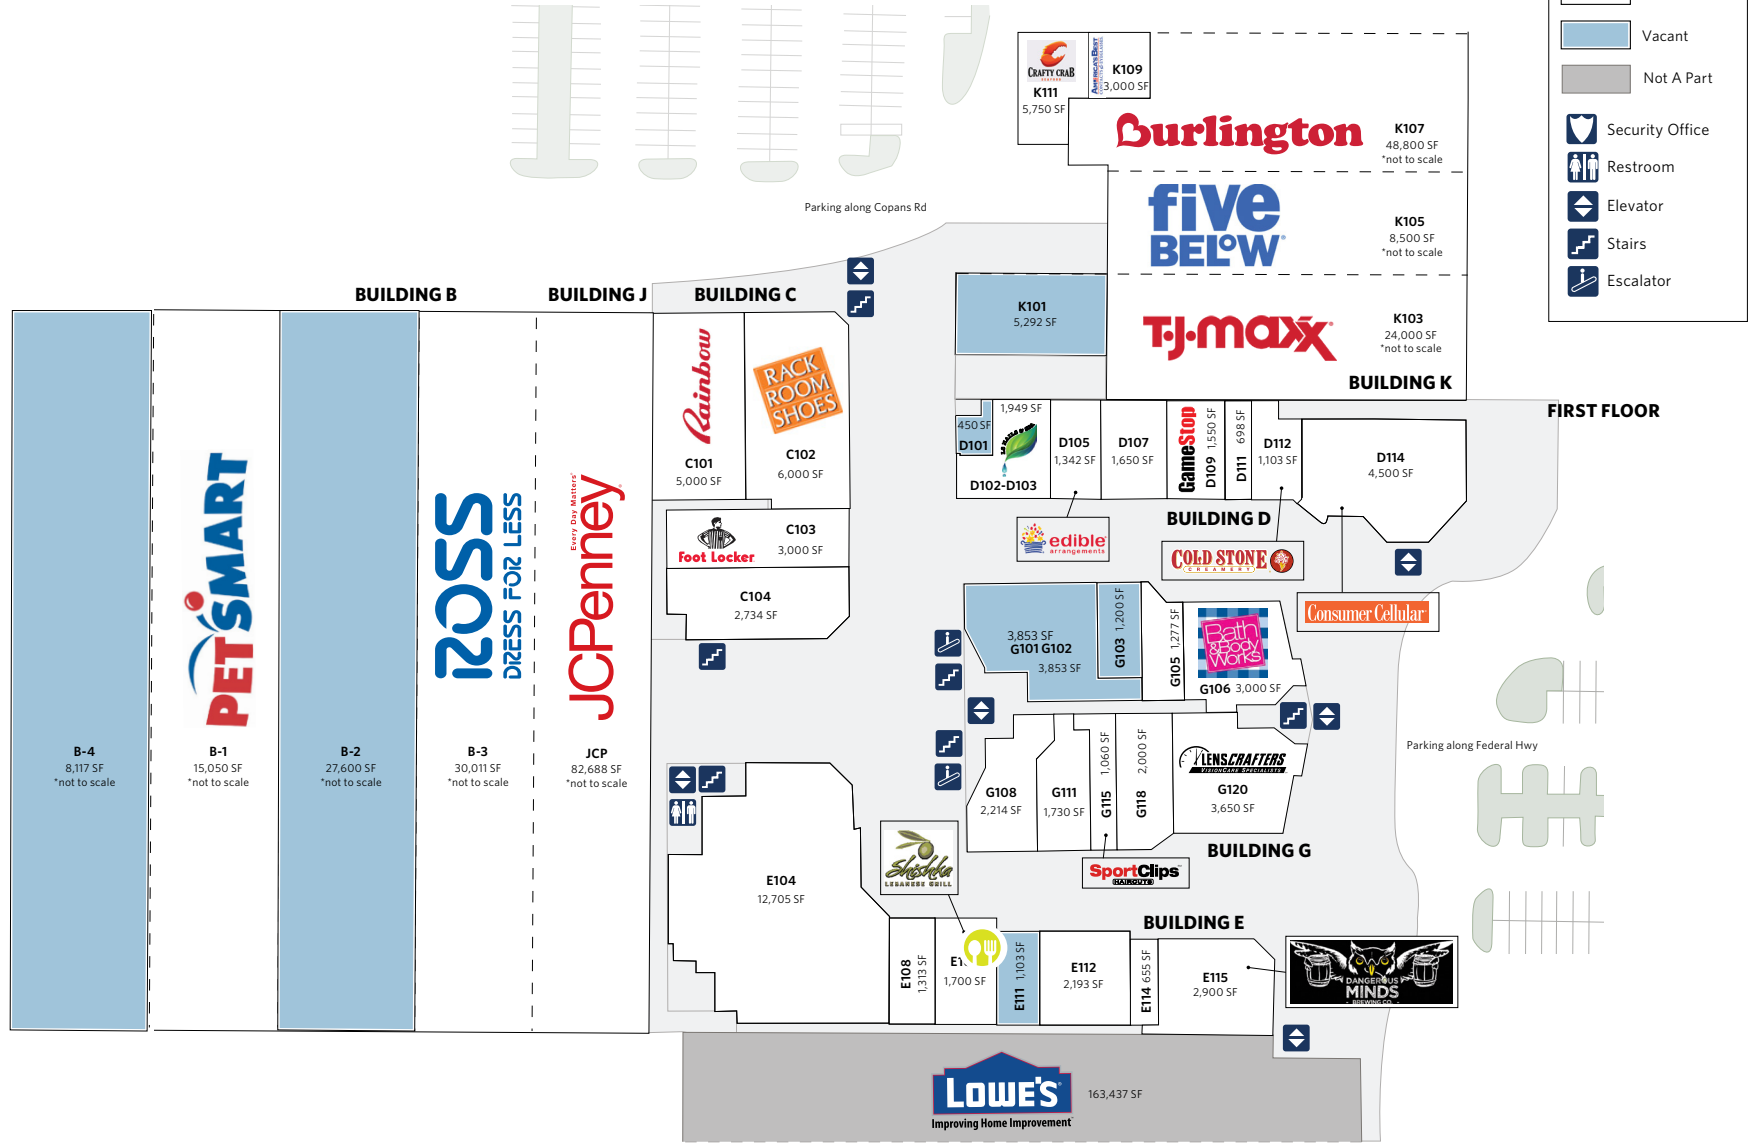 Vacant
Not A Part
Security Office
Restroom
Elevator
Stairs
Escalator
CRAFTY CRAB
SEAFOOD
K111
5,750 SF
AMERICA'S BEST
K109
3,000 SF
Burlington
K107
48,800 SF
*not to scale
five
BELOW
K105
8,500 SF
*not to scale
T·J·maxx
K103
24,000 SF
*not to scale
BUILDING K
K101
5,292 SF
Parking along Copans Rd
BUILDING B
BUILDING J
BUILDING C
FIRST FLOOR
B-4
8,117 SF
*not to scale
PETSMART
B-1
15,050 SF
*not to scale
B-2
27,600 SF
*not to scale
ROSS
DRESS FOR LESS
B-3
30,011 SF
*not to scale
Every Day Matters
JCPenney
JCP
82,688 SF
*not to scale
Rainbow
C101
5,000 SF
RACK
ROOM
SHOES
C102
6,000 SF
Foot Locker
C103
3,000 SF
C104
2,734 SF
450 SF
D101
1,949 SF
D102-D103
D105
1,342 SF
D107
1,650 SF
GameStop
D109 1,550 SF
D111 698 SF
D112
1,103 SF
D114
4,500 SF
BUILDING D
edible
arrangements
COLD STONE
CREAMERY
Consumer Cellular
3,853 SF
G101 G102
3,853 SF
G103 1,200 SF
G105 1,277 SF
Bath
& Body
Works
G106 3,000 SF
G108
2,214 SF
G111
1,730 SF
G115 1,060 SF
G118 2,000 SF
LENSCRAFTERS
VISIONCARE SPECIALISTS
G120
3,650 SF
BUILDING G
SportClips
HAIRCUTS
Parking along Federal Hwy
Shishka
LEBANESE GRILL
E104
12,705 SF
BUILDING E
E108
1,313 SF
1,700 SF
E111 1,103 SF
E112
2,193 SF
E114 655 SF
E115
2,900 SF
DANGEROUS
MINDS
- BREWING CO. -
LOWE'S
Improving Home Improvement
163,437 SF